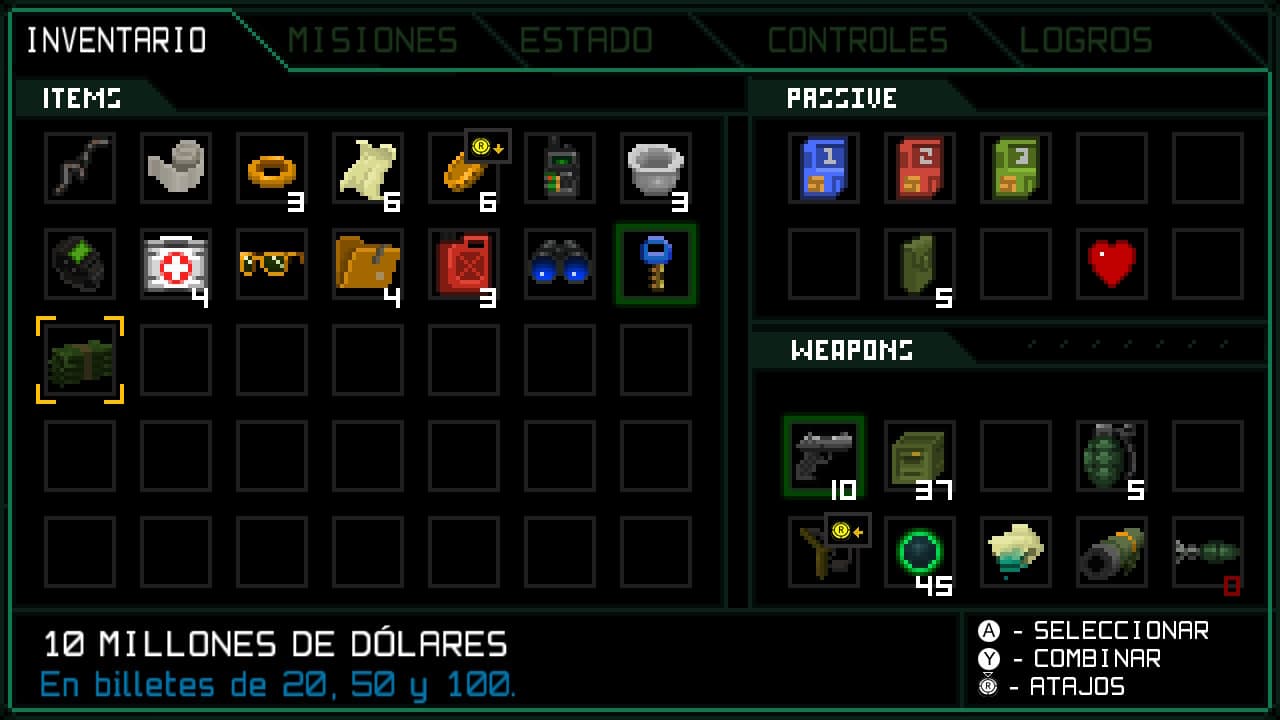 INVENTARIO MISIONES ESTADO CONTROLES LOGROS
ITEMS
PASSIVE
R
3 6 6 3
1 2 3
4 4 3
5
WEAPONS
10 37 5
R
45 0
10 MILLONES DE DÓLARES
En billetes de 20, 50 y 100.
A - SELECCIONAR
Y - COMBINAR
R - ATAJOS